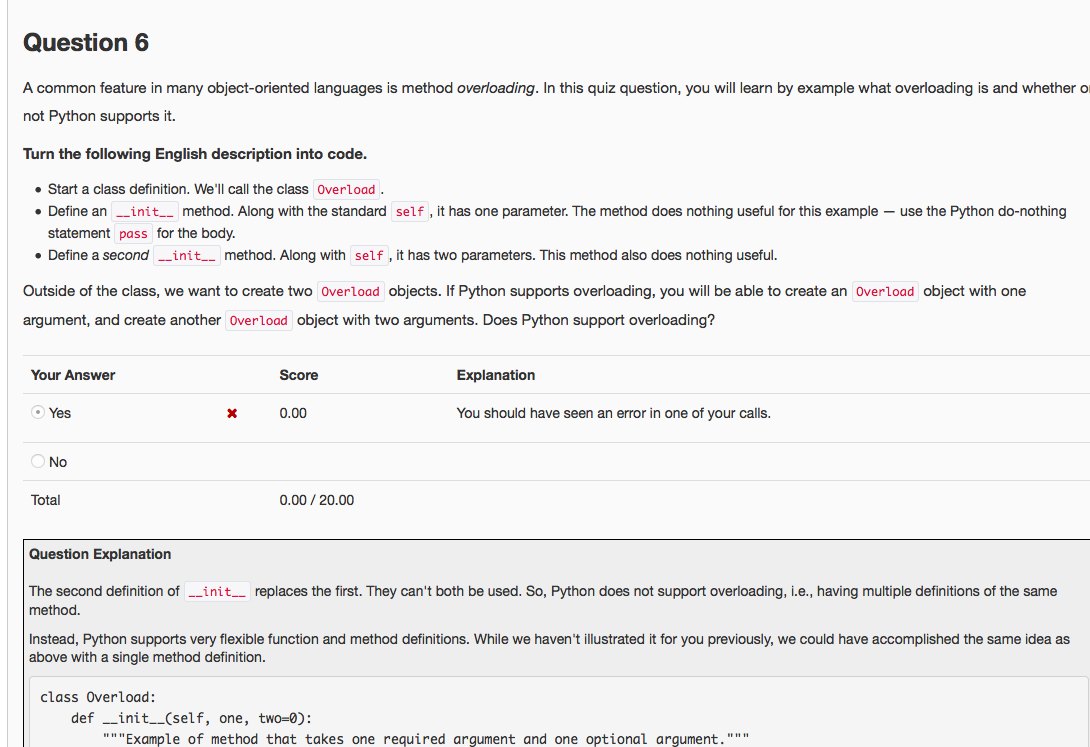 Question 6
A common feature in many object-oriented languages is method overloading. In this quiz question, you will learn by example what overloading is and whether or
not Python supports it.
Turn the following English description into code.
• Start a class definition. We'll call the class Overload.
• Define an __init__ method. Along with the standard self, it has one parameter. The method does nothing useful for this example — use the Python do-nothing
statement pass for the body.
• Define a second __init__ method. Along with self, it has two parameters. This method also does nothing useful.
Outside of the class, we want to create two Overload objects. If Python supports overloading, you will be able to create an Overload object with one
argument, and create another Overload object with two arguments. Does Python support overloading?
Your Answer Score Explanation
Yes ✖ 0.00 You should have seen an error in one of your calls.
No
Total 0.00 / 20.00
Question Explanation
The second definition of __init__ replaces the first. They can't both be used. So, Python does not support overloading, i.e., having multiple definitions of the same
method.
Instead, Python supports very flexible function and method definitions. While we haven't illustrated it for you previously, we could have accomplished the same idea as
above with a single method definition.
class Overload:
    def __init__(self, one, two=0):
        """Example of method that takes one required argument and one optional argument."""